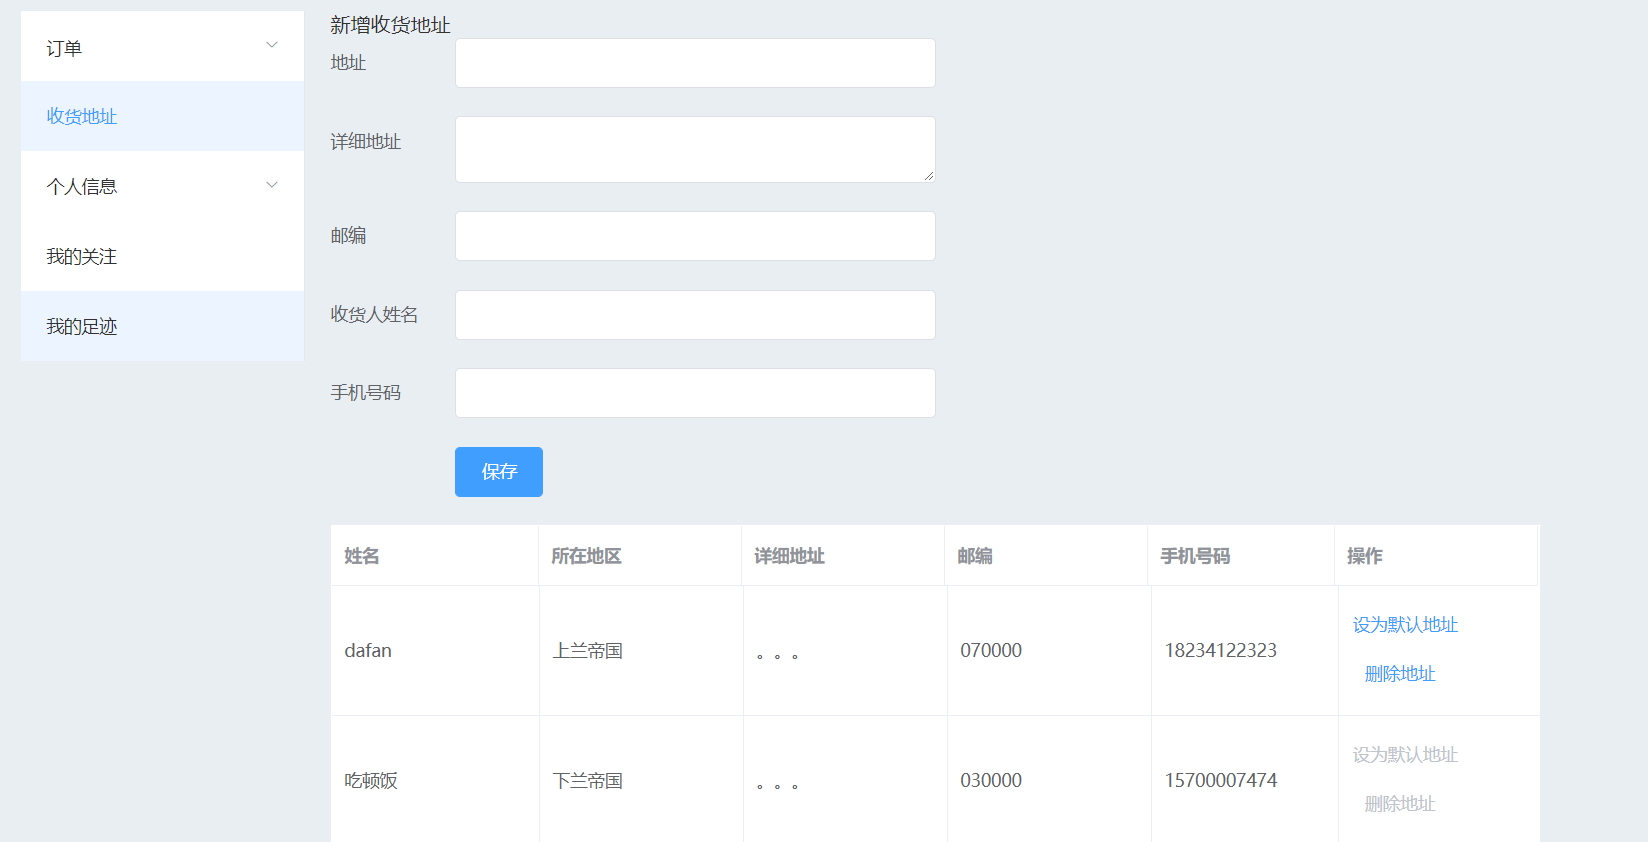 订单
收货地址
个人信息
我的关注
我的足迹
新增收货地址
地址
详细地址
邮编
收货人姓名
手机号码
保存
姓名 所在地区 详细地址 邮编 手机号码 操作
dafan 上兰帝国 。。。 070000 18234122323 设为默认地址
删除地址
吃顿饭 下兰帝国 。。。 030000 15700007474 设为默认地址
删除地址